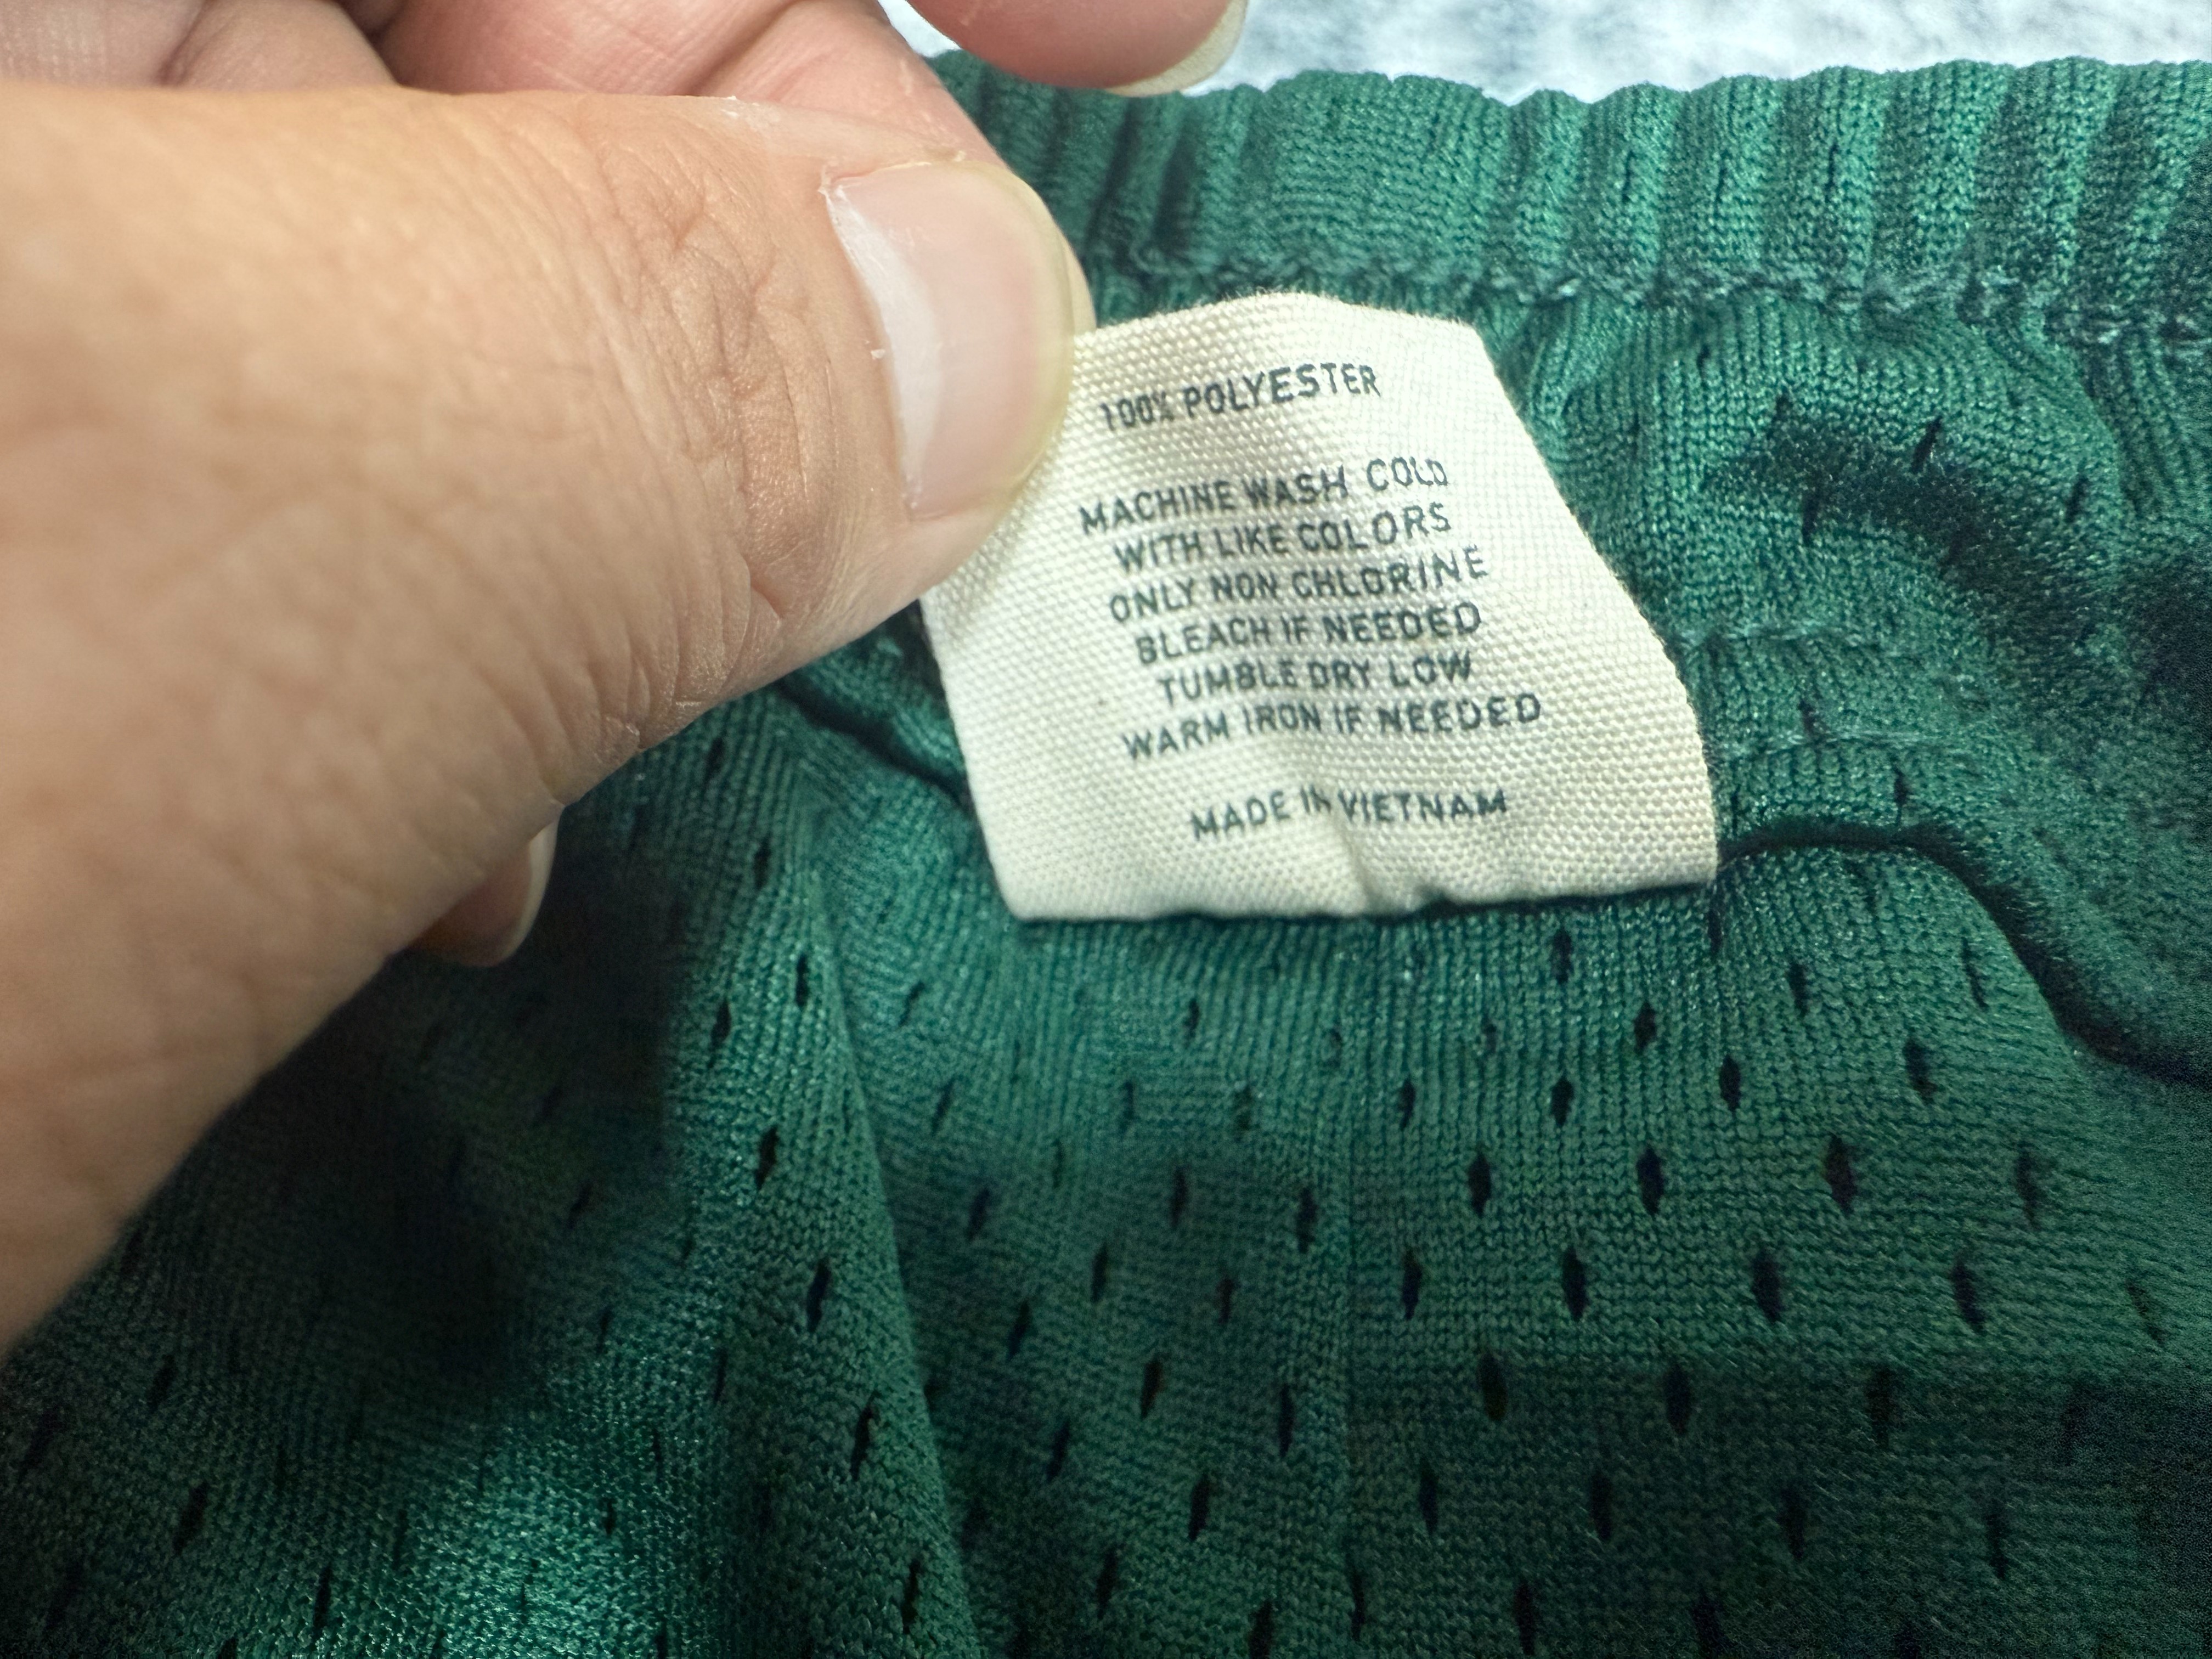 100% POLYESTER
MACHINE WASH COLD
WITH LIKE COLORS
ONLY NON CHLORINE
BLEACH IF NEEDED
TUMBLE DRY LOW
WARM IRON IF NEEDED
MADE IN VIETNAM